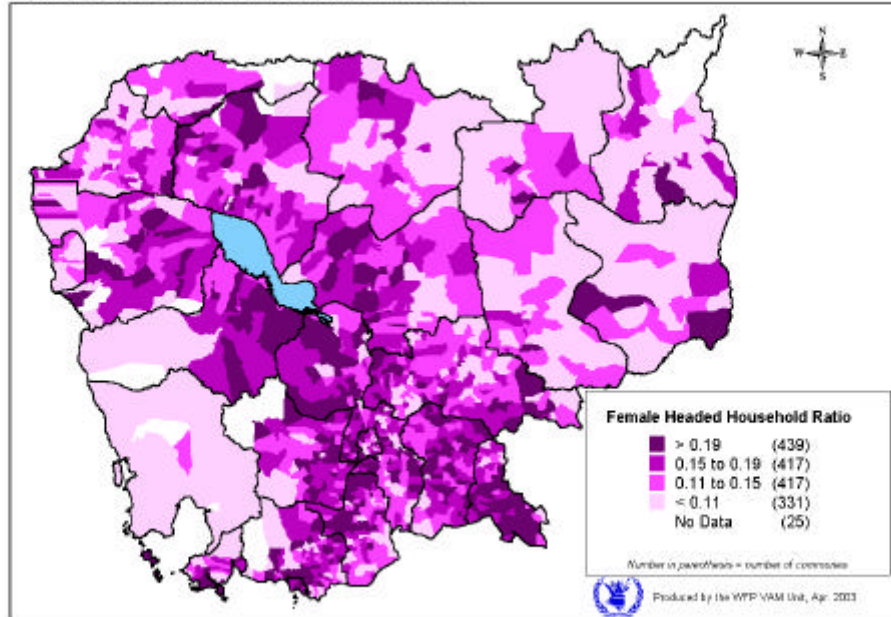 N
W E
S
Female Headed Household Ratio
> 0.19 (439)
0.15 to 0.19 (417)
0.11 to 0.15 (417)
< 0.11 (331)
No Data (25)
Number in parenthesis = number of communes
Produced by the WFP VAM Unit, Apr. 2003